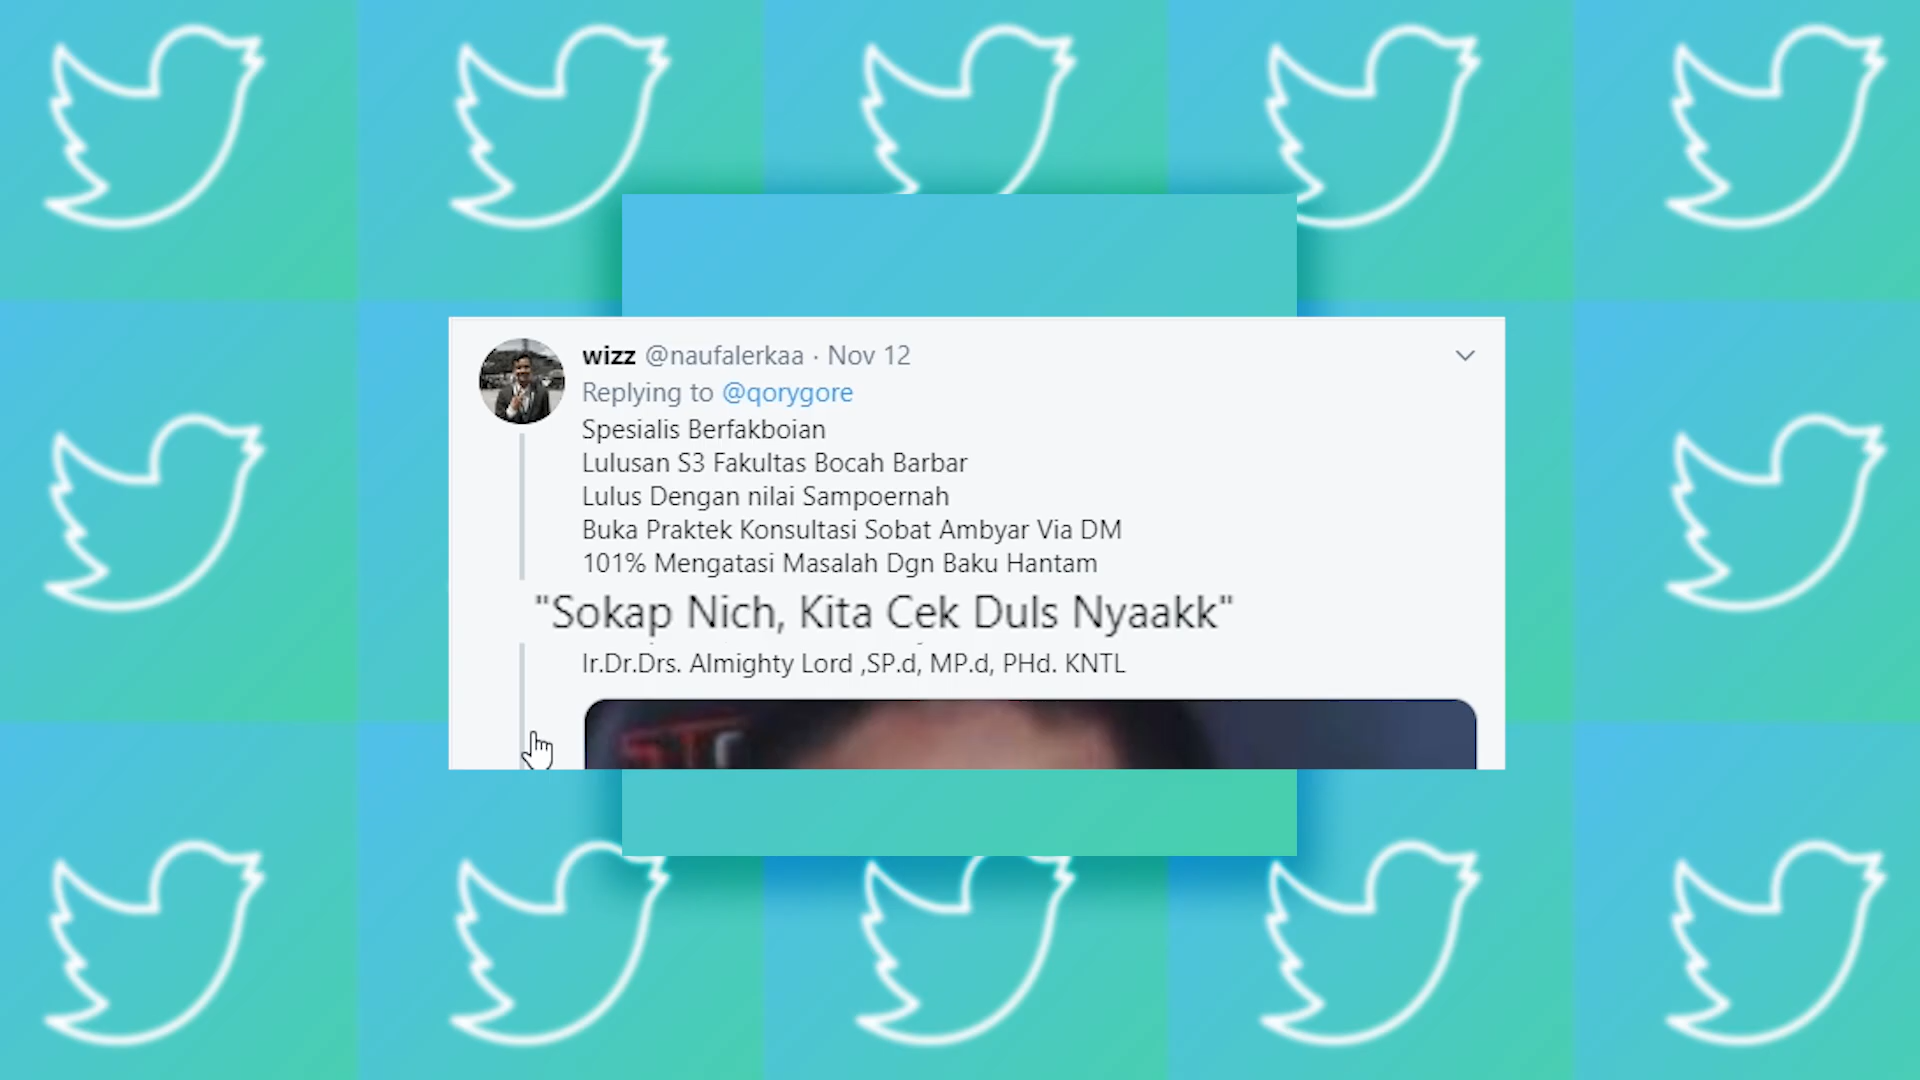 wizz @naufalerkaa · Nov 12
Replying to @qorygore
Spesialis Berfakboian
Lulusan S3 Fakultas Bocah Barbar
Lulus Dengan nilai Sampoernah
Buka Praktek Konsultasi Sobat Ambyar Via DM
101% Mengatasi Masalah Dgn Baku Hantam
"Sokap Nich, Kita Cek Duls Nyaakk"
Ir.Dr.Drs. Almighty Lord ,SP.d, MP.d, PHd. KNTL